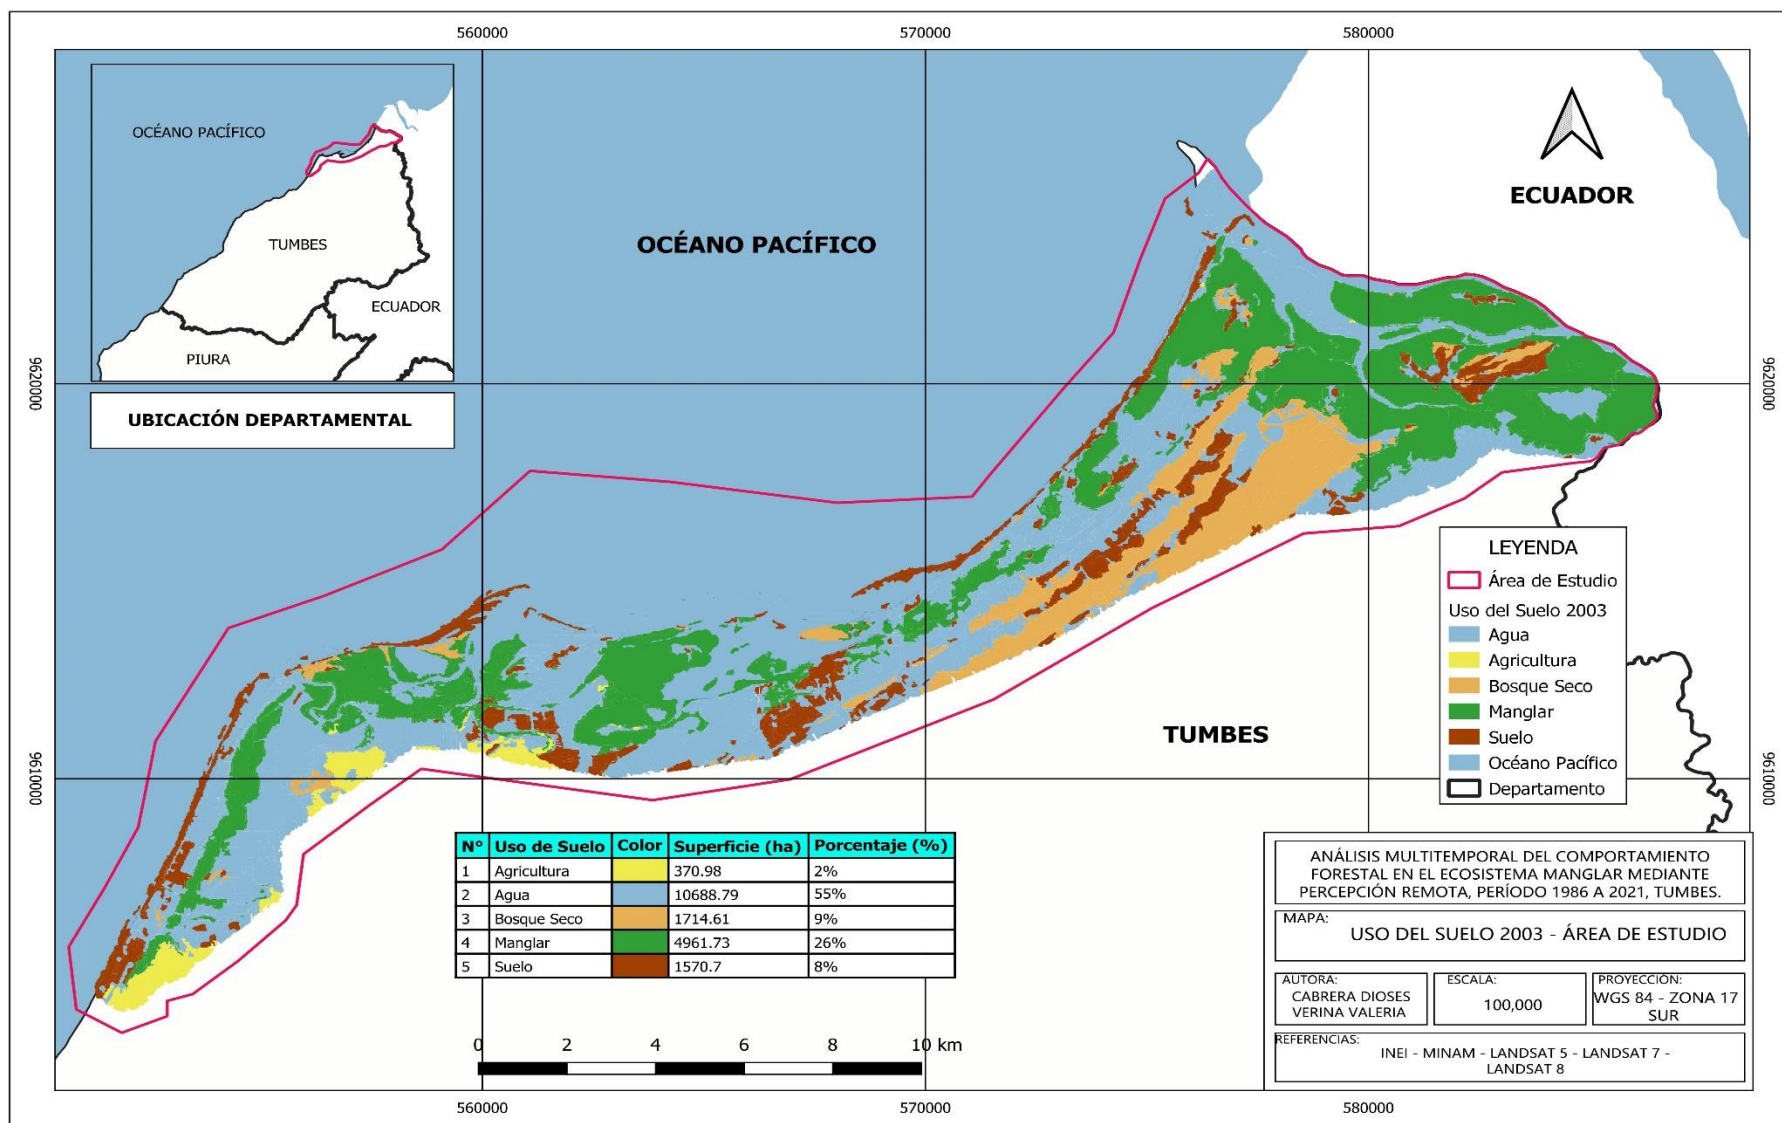 560000
570000
580000
OCÉANO PACÍFICO
TUMBES
ECUADOR
PIURA
UBICACIÓN DEPARTAMENTAL
OCÉANO PACÍFICO
ECUADOR
TUMBES
9620000
9620000
9610000
9610000
LEYENDA
Área de Estudio
Uso del Suelo 2003
Agua
Agricultura
Bosque Seco
Manglar
Suelo
Océano Pacífico
Departamento
N° Uso de Suelo Color Superficie (ha) Porcentaje (%)
1 Agricultura 370.98 2%
2 Agua 10688.79 55%
3 Bosque Seco 1714.61 9%
4 Manglar 4961.73 26%
5 Suelo 1570.7 8%
0 2 4 6 8 10 km
ANÁLISIS MULTITEMPORAL DEL COMPORTAMIENTO
FORESTAL EN EL ECOSISTEMA MANGLAR MEDIANTE
PERCEPCIÓN REMOTA, PERÍODO 1986 A 2021, TUMBES.
MAPA:
USO DEL SUELO 2003 - ÁREA DE ESTUDIO
AUTORA:
CABRERA DIOSES
VERINA VALERIA
ESCALA:
100,000
PROYECCIÓN:
WGS 84 - ZONA 17
SUR
REFERENCIAS:
INEI - MINAM - LANDSAT 5 - LANDSAT 7 -
LANDSAT 8
560000
570000
580000